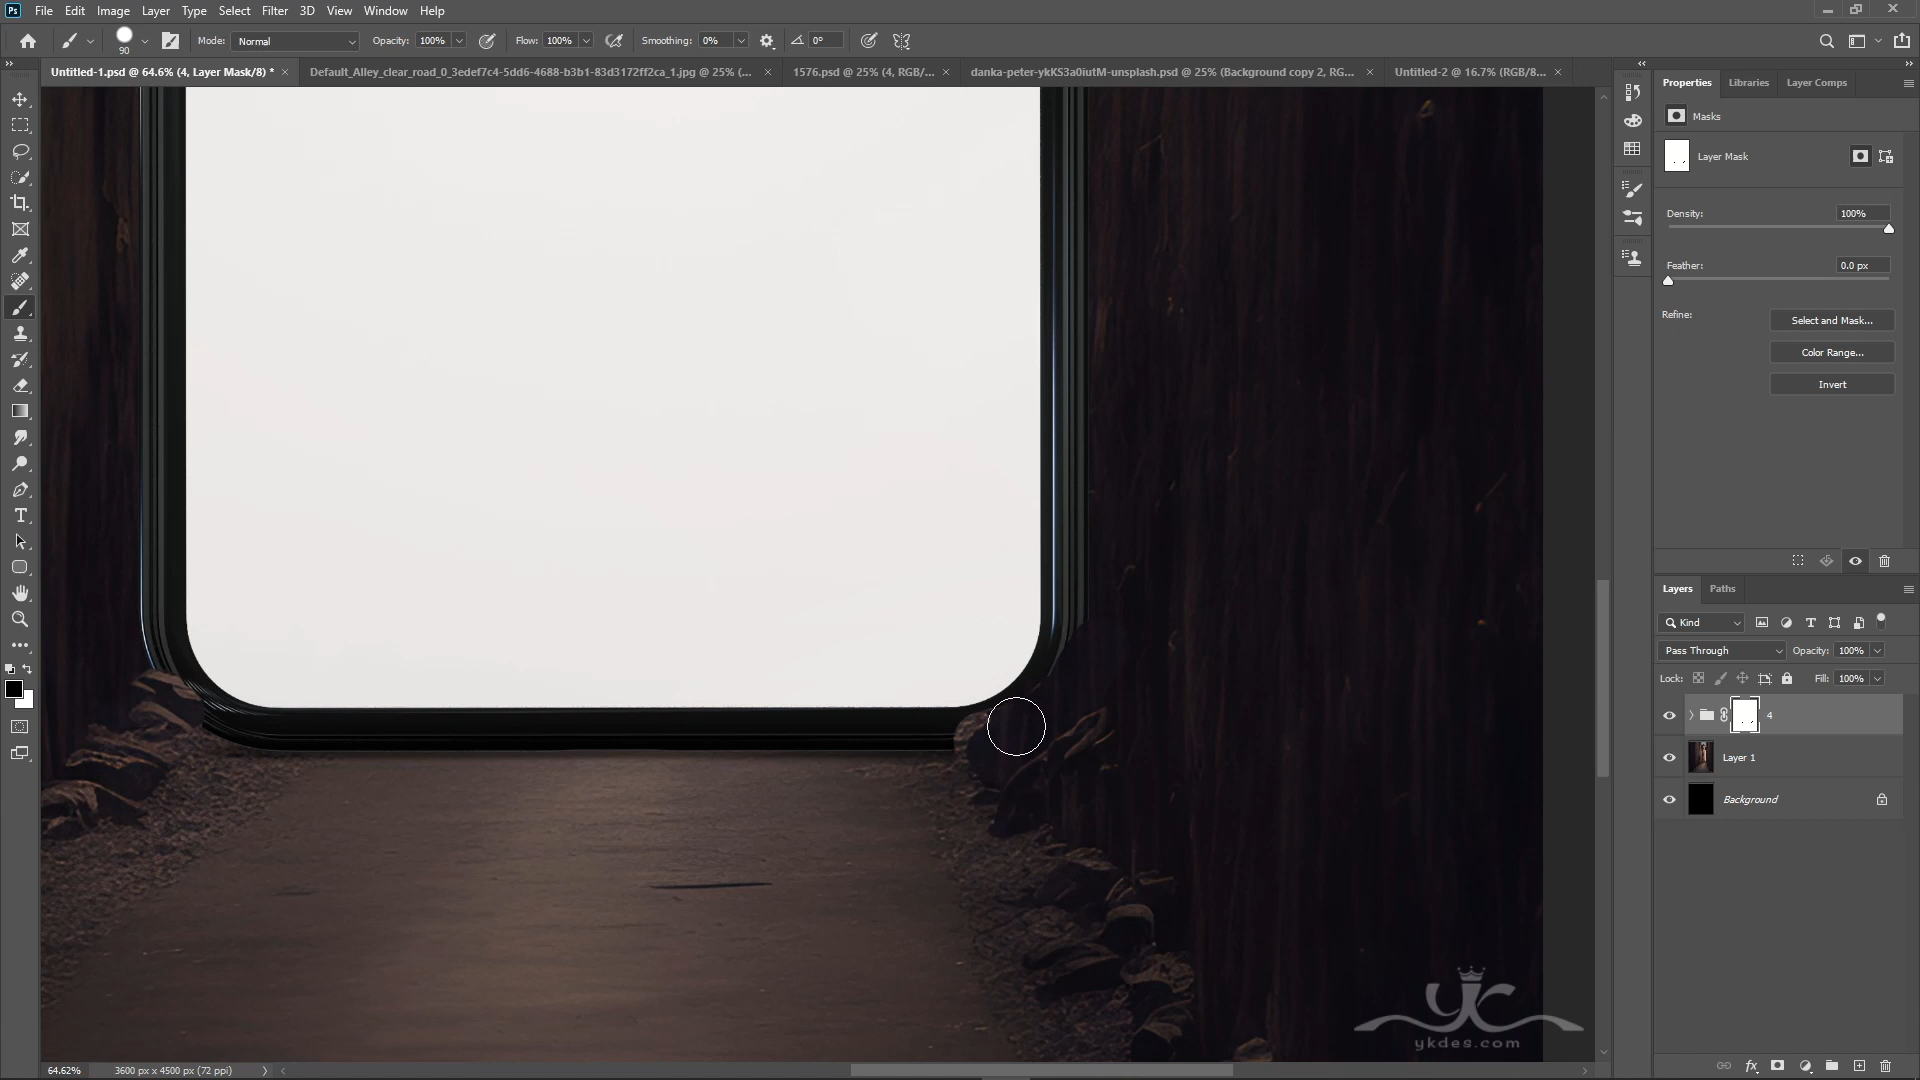 Ps File Edit Image Layer Type Select Filter 3D View Window Help
90 Mode: Normal Opacity: 100% Flow: 100% Smoothing: 0% 0°
Untitled-1.psd @ 64.6% (4, Layer Mask/8) * Default_Alley_clear_road_0_3edef7c4-5dd6-4688-b3b1-83d3172ff2ca_1.jpg @ 25% (... 1576.psd @ 25% (4, RGB/... danka-peter-ykKS3a0iutM-unsplash.psd @ 25% (Background copy 2, RG... Untitled-2 @ 16.7% (RGB/8...
Properties Libraries Layer Comps
Masks
Layer Mask
Density: 100%
Feather: 0.0 px
Refine: Select and Mask...
Color Range...
Invert
Layers Paths
Kind
Pass Through Opacity: 100%
Lock: Fill: 100%
4
Layer 1
Background
yc
ykdes.com
64.62% 3600 px x 4500 px (72 ppi)